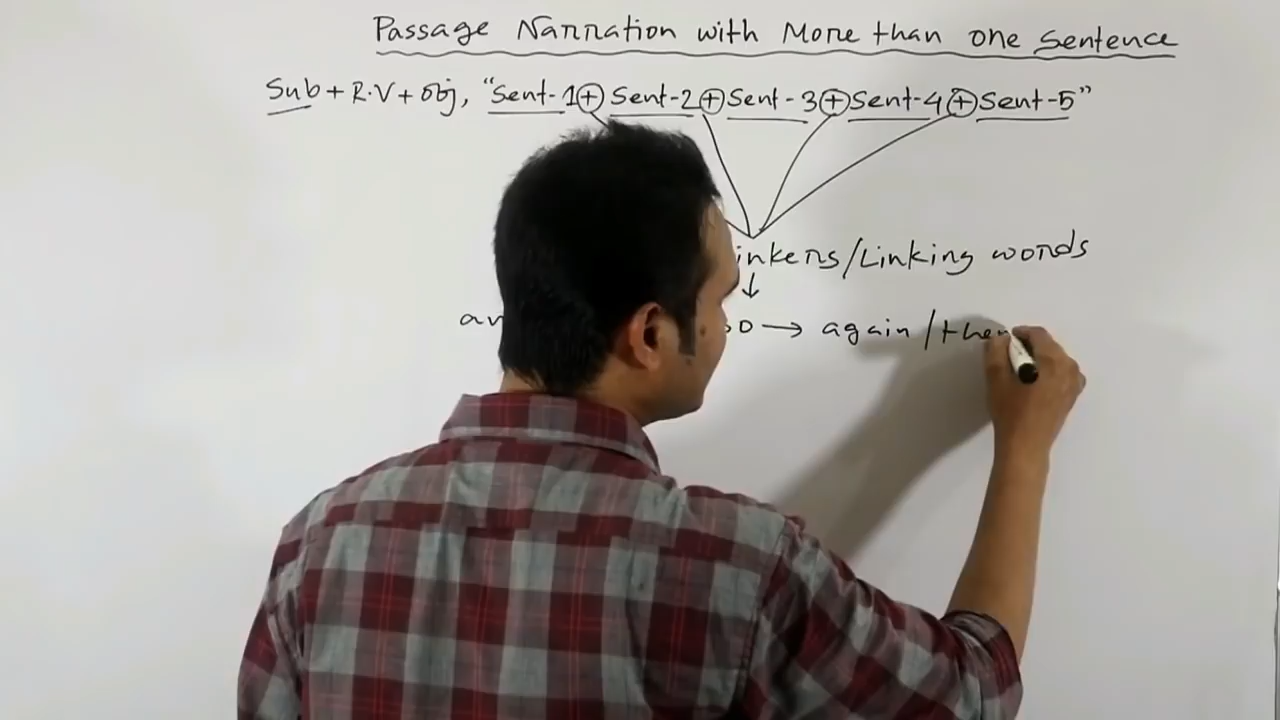 Passage Narration with More than one sentence
Sub + R.V + obj, "Sent-1 + Sent-2 + Sent-3 + Sent-4 + Sent-5"
/Linking words
↓
→ again /then